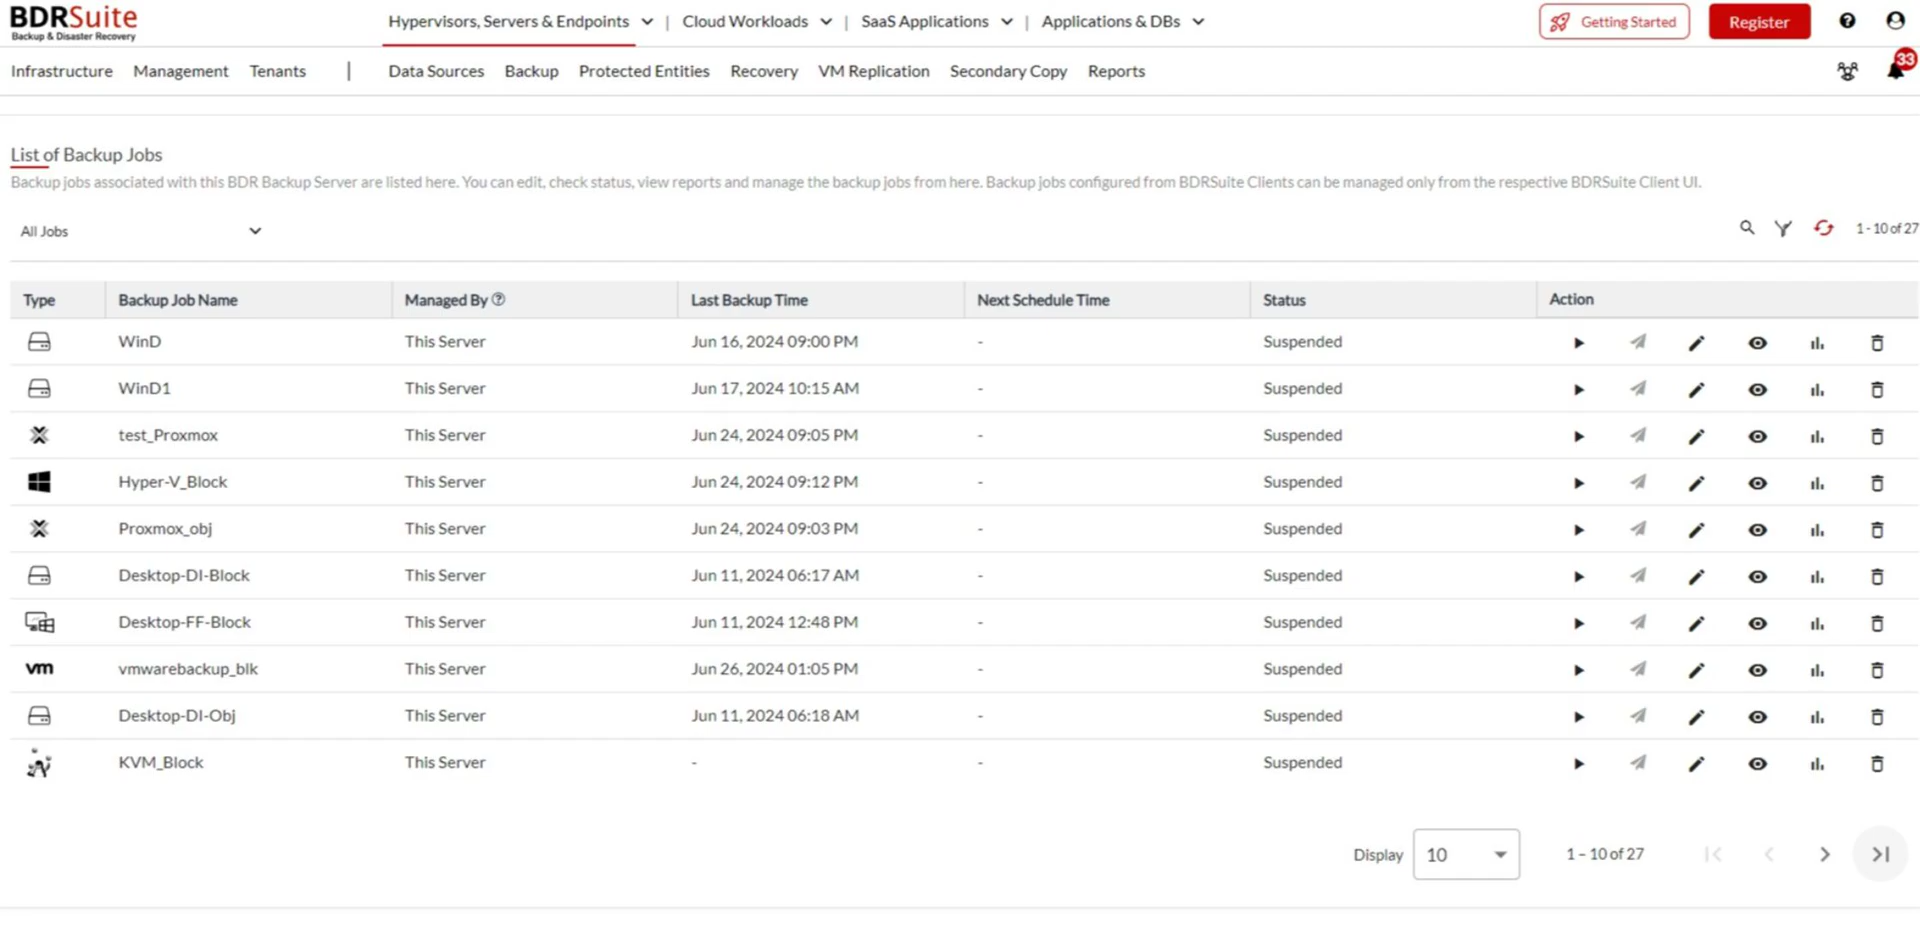 BDRSuite
Backup & Disaster Recovery
Hypervisors, Servers & Endpoints | Cloud Workloads | SaaS Applications | Applications & DBs
Getting Started
Register
Infrastructure Management Tenants | Data Sources Backup Protected Entities Recovery VM Replication Secondary Copy Reports
33
List of Backup Jobs
Backup jobs associated with this BDR Backup Server are listed here. You can edit, check status, view reports and manage the backup jobs from here. Backup jobs configured from BDRSuite Clients can be managed only from the respective BDRSuite Client UI.
All Jobs 1 - 10 of 27
Type Backup Job Name Managed By Last Backup Time Next Schedule Time Status Action
WinD This Server Jun 16, 2024 09:00 PM - Suspended
WinD1 This Server Jun 17, 2024 10:15 AM - Suspended
test_Proxmox This Server Jun 24, 2024 09:05 PM - Suspended
Hyper-V_Block This Server Jun 24, 2024 09:12 PM - Suspended
Proxmox_obj This Server Jun 24, 2024 09:03 PM - Suspended
Desktop-DI-Block This Server Jun 11, 2024 06:17 AM - Suspended
Desktop-FF-Block This Server Jun 11, 2024 12:48 PM - Suspended
vm vmwarebackup_blk This Server Jun 26, 2024 01:05 PM - Suspended
Desktop-DI-Obj This Server Jun 11, 2024 06:18 AM - Suspended
KVM_Block This Server - - Suspended
Display 10 1 – 10 of 27